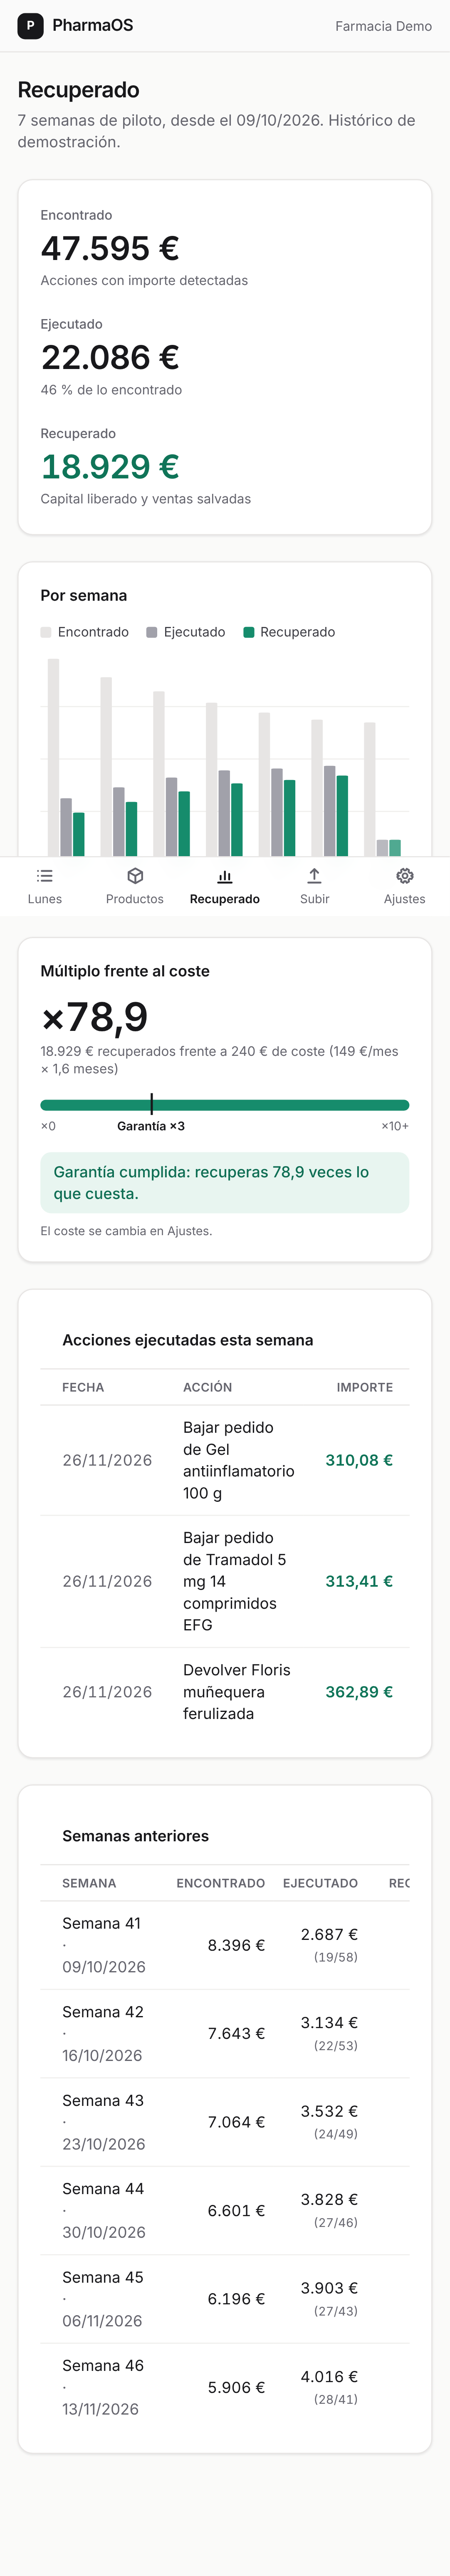 P PharmaOS Farmacia Demo
Recuperado
7 semanas de piloto, desde el 09/10/2026. Histórico de
demostración.
Encontrado
47.595 €
Acciones con importe detectadas
Ejecutado
22.086 €
46 % de lo encontrado
Recuperado
18.929 €
Capital liberado y ventas salvadas
Por semana
Encontrado Ejecutado Recuperado
Lunes Productos Recuperado Subir Ajustes
Múltiplo frente al coste
×78,9
18.929 € recuperados frente a 240 € de coste (149 €/mes
× 1,6 meses)
×0 Garantía ×3 ×10+
Garantía cumplida: recuperas 78,9 veces lo
que cuesta.
El coste se cambia en Ajustes.
Acciones ejecutadas esta semana
FECHA ACCIÓN IMPORTE
Bajar pedido
de Gel
26/11/2026 antiinflamatorio 310,08 €
100 g
Bajar pedido
de Tramadol 5
26/11/2026 mg 14 313,41 €
comprimidos
EFG
Devolver Floris
26/11/2026 muñequera 362,89 €
ferulizada
Semanas anteriores
SEMANA ENCONTRADO EJECUTADO REC
Semana 41
· 8.396 € 2.687 €
09/10/2026 (19/58)
Semana 42
· 7.643 € 3.134 €
16/10/2026 (22/53)
Semana 43
· 7.064 € 3.532 €
23/10/2026 (24/49)
Semana 44
· 6.601 € 3.828 €
30/10/2026 (27/46)
Semana 45
· 6.196 € 3.903 €
06/11/2026 (27/43)
Semana 46
· 5.906 € 4.016 €
13/11/2026 (28/41)